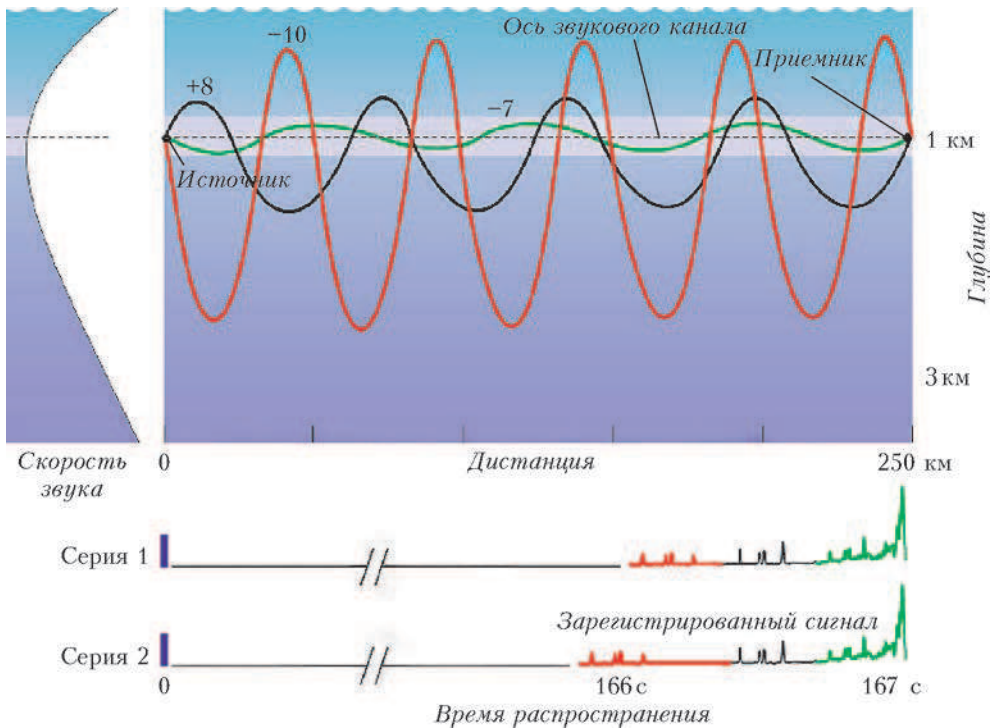 −10
Ось звукового канала
Приемник
+8
−7
1 км
Источник
Глубина
3 км
Скорость
звука
0
Дистанция
250 км
Серия 1
Зарегистрированный сигнал
Серия 2
0
166 с
167 с
Время распространения